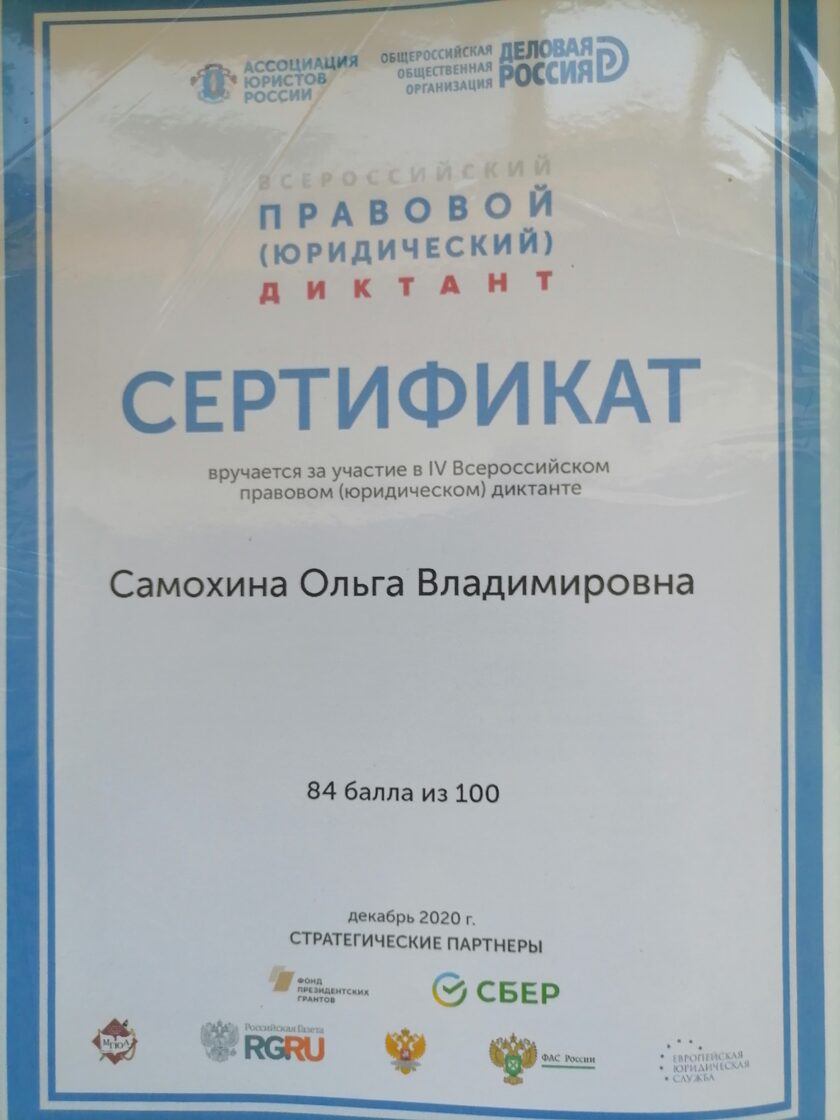 АССОЦИАЦИЯ
ЮРИСТОВ
РОССИИ
ОБЩЕРОССИЙСКАЯ
ОБЩЕСТВЕННАЯ
ОРГАНИЗАЦИЯ
ДЕЛОВАЯ
РОССИЯ
ВСЕРОССИЙСКИЙ
ПРАВОВОЙ
(ЮРИДИЧЕСКИЙ)
ДИКТАНТ
СЕРТИФИКАТ
вручается за участие в IV Всероссийском
правовом (юридическом) диктанте
Самохина Ольга Владимировна
84 балла из 100
декабрь 2020 г.
СТРАТЕГИЧЕСКИЕ ПАРТНЕРЫ
ФОНД
ПРЕЗИДЕНТСКИХ
ГРАНТОВ
СБЕР
МГЮА
Российская Газета
RGRU
ФАС России
ЕВРОПЕЙСКАЯ
ЮРИДИЧЕСКАЯ
СЛУЖБА